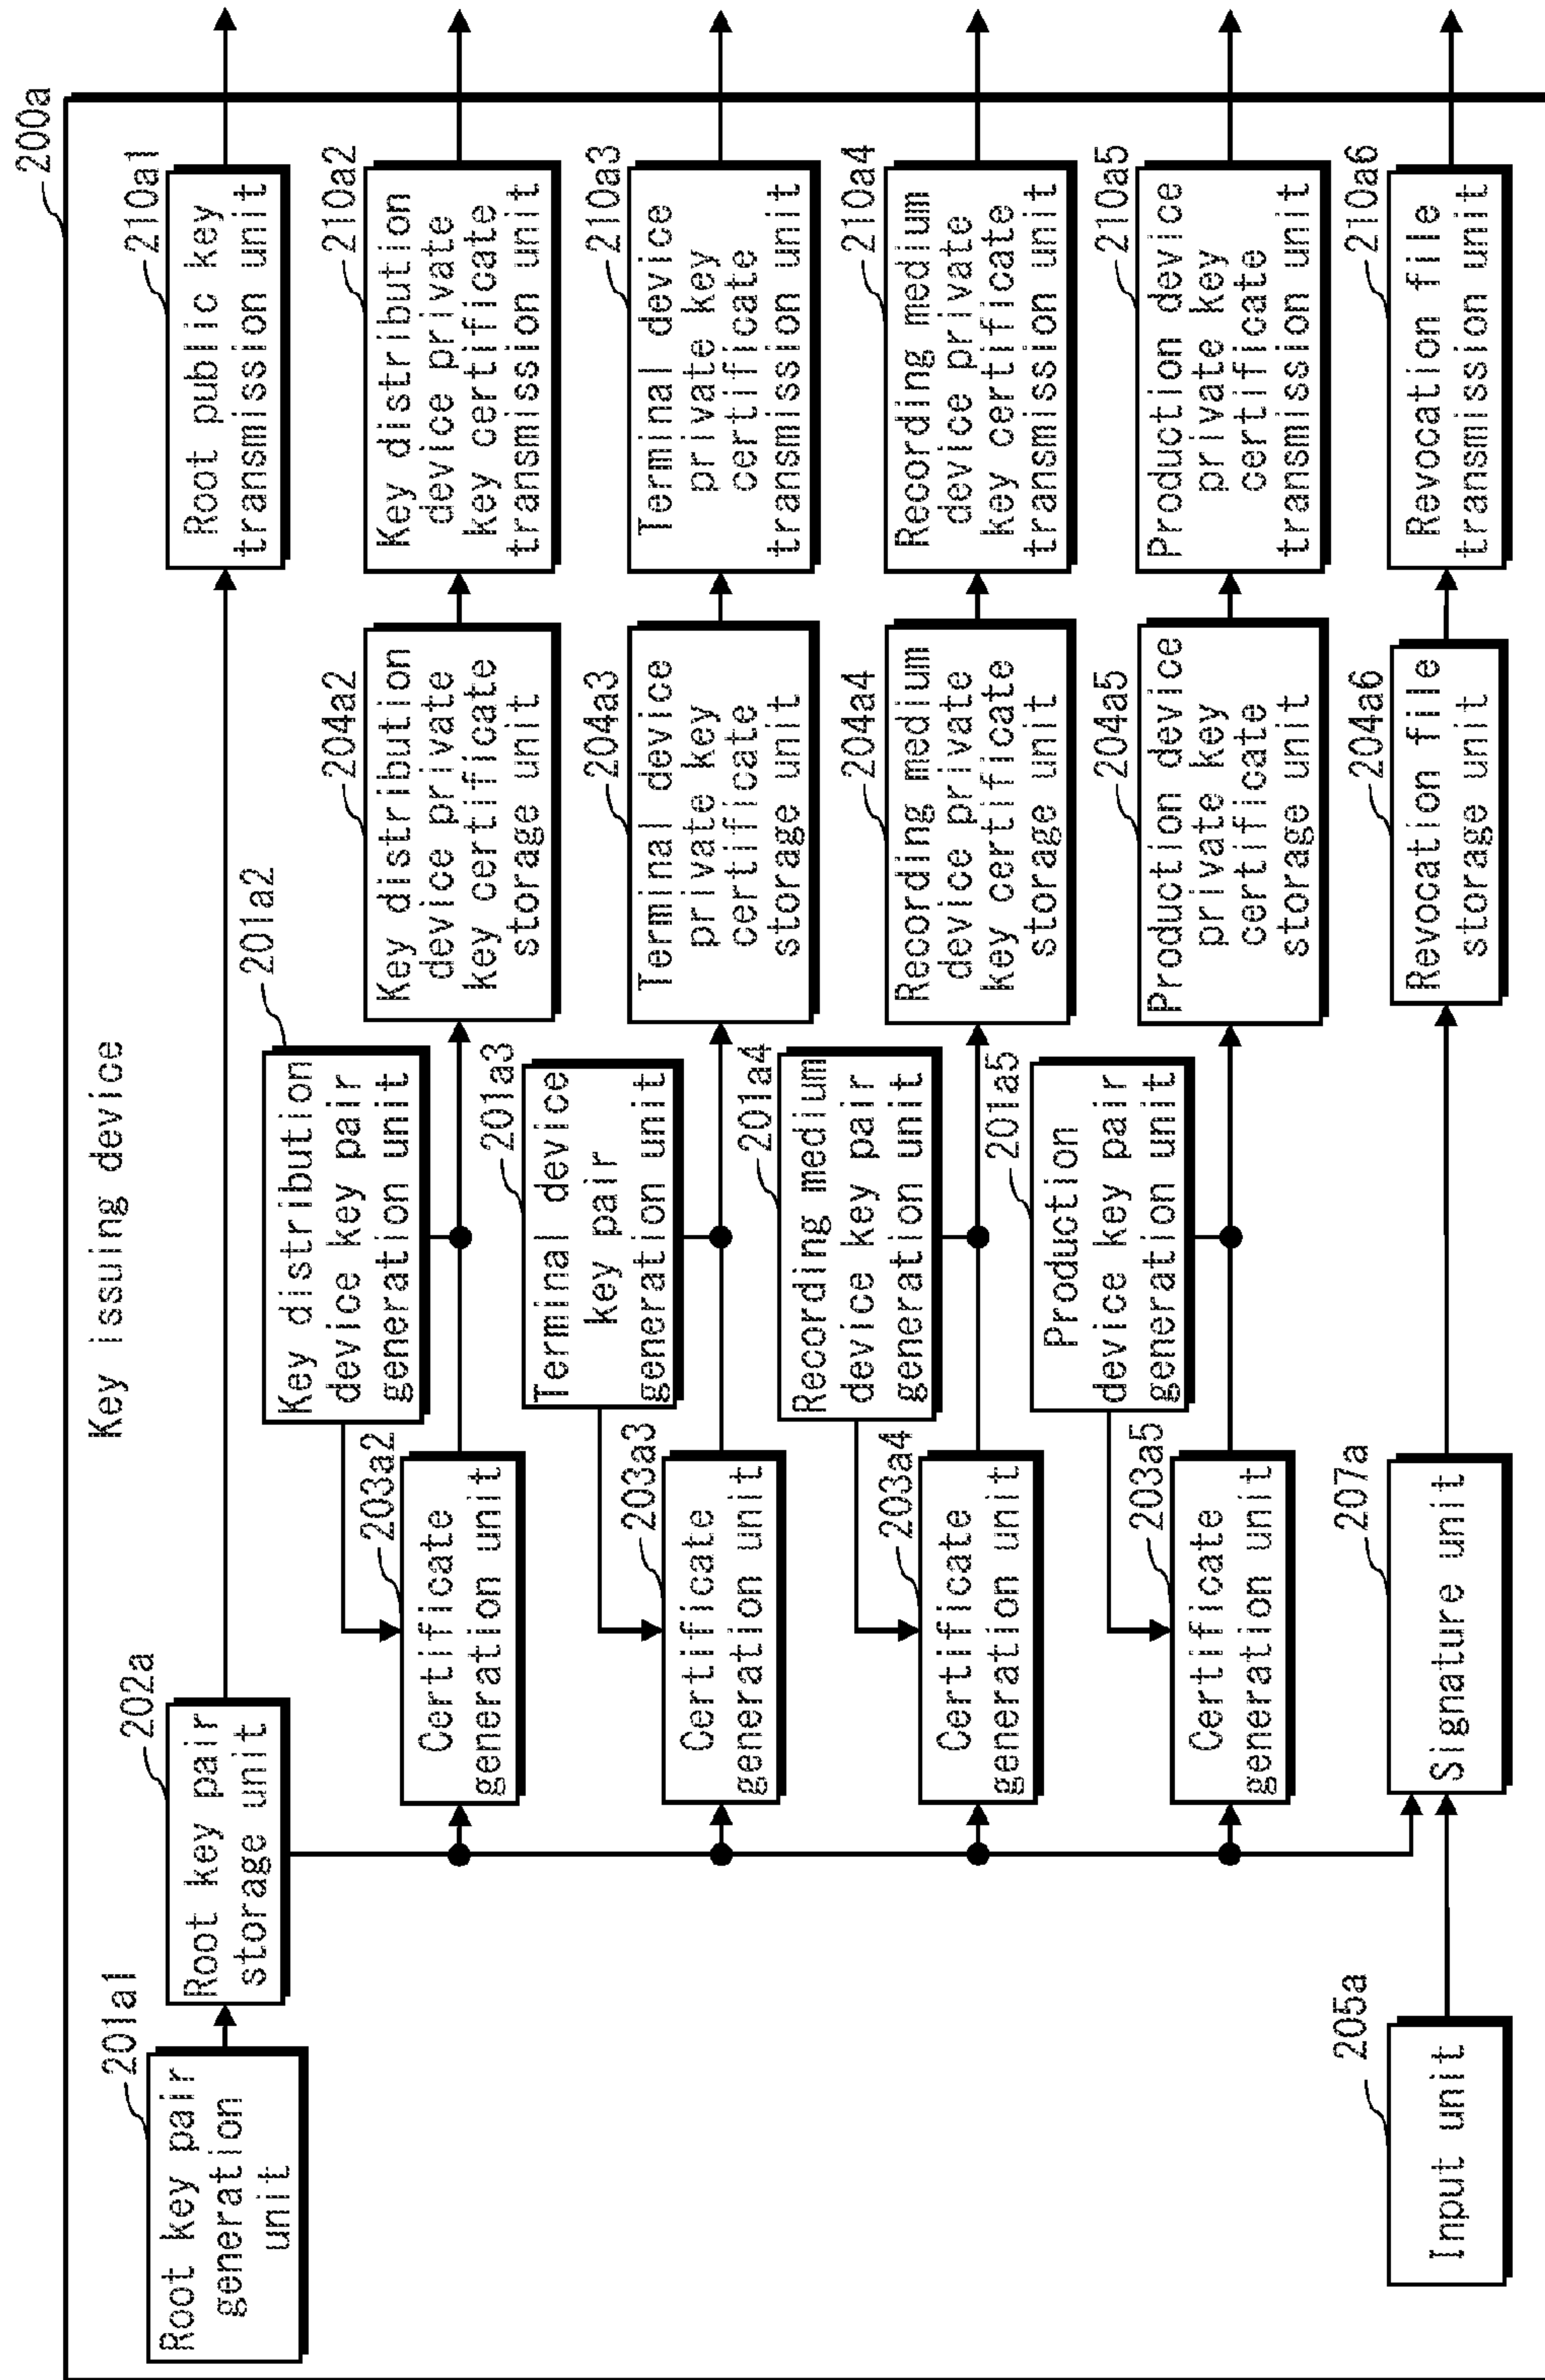 Key issuing device
200a
201a1
Root key pair
generation
unit
202a
Root key pair
storage unit
210a1
Root public key
transmission unit
201a2
Key distribution
device key pair
generation unit
203a2
Certificate
generation unit
204a2
Key distribution
device private
key certificate
storage unit
210a2
Key distribution
device private
key certificate
transmission unit
201a3
Terminal device
key pair
generation unit
203a3
Certificate
generation unit
204a3
Terminal device
private key
certificate
storage unit
210a3
Terminal device
private key
certificate
transmission unit
201a4
Recording medium
device key pair
generation unit
203a4
Certificate
generation unit
204a4
Recording medium
device private
key certificate
storage unit
210a4
Recording medium
device private
key certificate
transmission unit
201a5
Production
device key pair
generation unit
203a5
Certificate
generation unit
204a5
Production device
private key
certificate
storage unit
210a5
Production device
private key
certificate
transmission unit
205a
Input unit
207a
Signature unit
204a6
Revocation file
storage unit
210a6
Revocation file
transmission unit